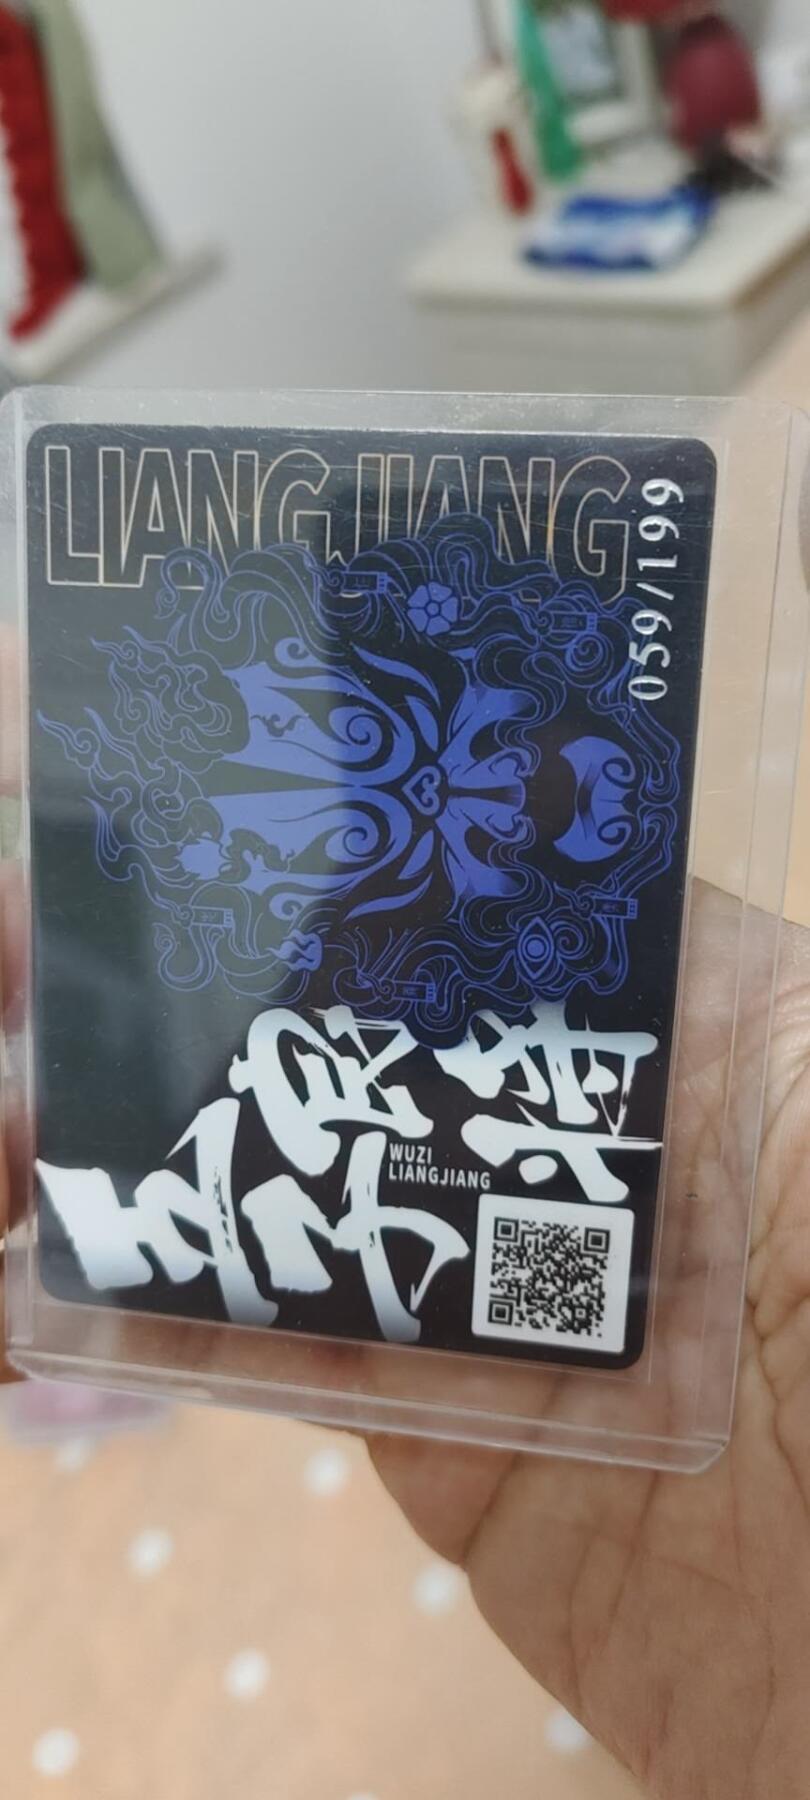 LIANGJIANG
059/199
五子良将
WUZI
LIANGJIANG